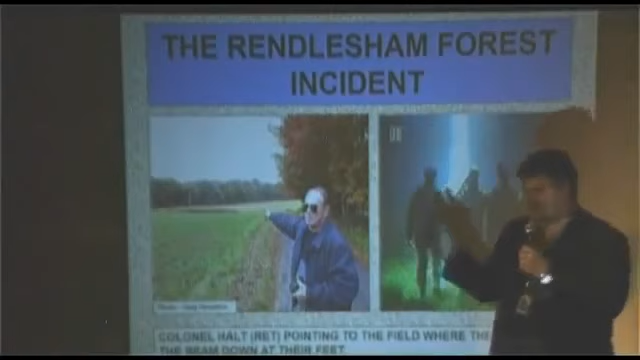 THE RENDLESHAM FOREST
INCIDENT
COLONEL HALT (RET) POINTING TO THE FIELD WHERE THE
THE BEAM DOWN AT THEIR FEET.